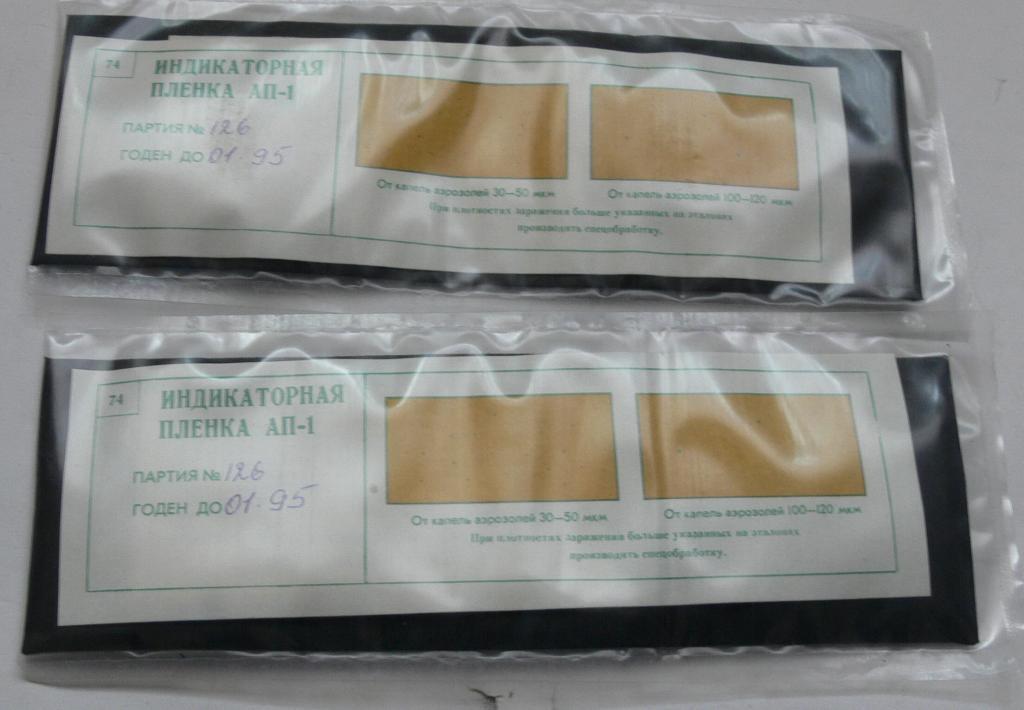 74
ИНДИКАТОРНАЯ
ПЛЕНКА АП-1
ПАРТИЯ № 126
ГОДЕН ДО 01.95
От капель аэрозолей 30—50 мкм
От капель аэрозолей 100—120 мкм
При плотностях заражения больше указанных на эталонах
производить спецобработку.
74
ИНДИКАТОРНАЯ
ПЛЕНКА АП-1
ПАРТИЯ № 126
ГОДЕН ДО 01.95
От капель аэрозолей 30—50 мкм
От капель аэрозолей 100—120 мкм
При плотностях заражения больше указанных на эталонах
производить спецобработку.